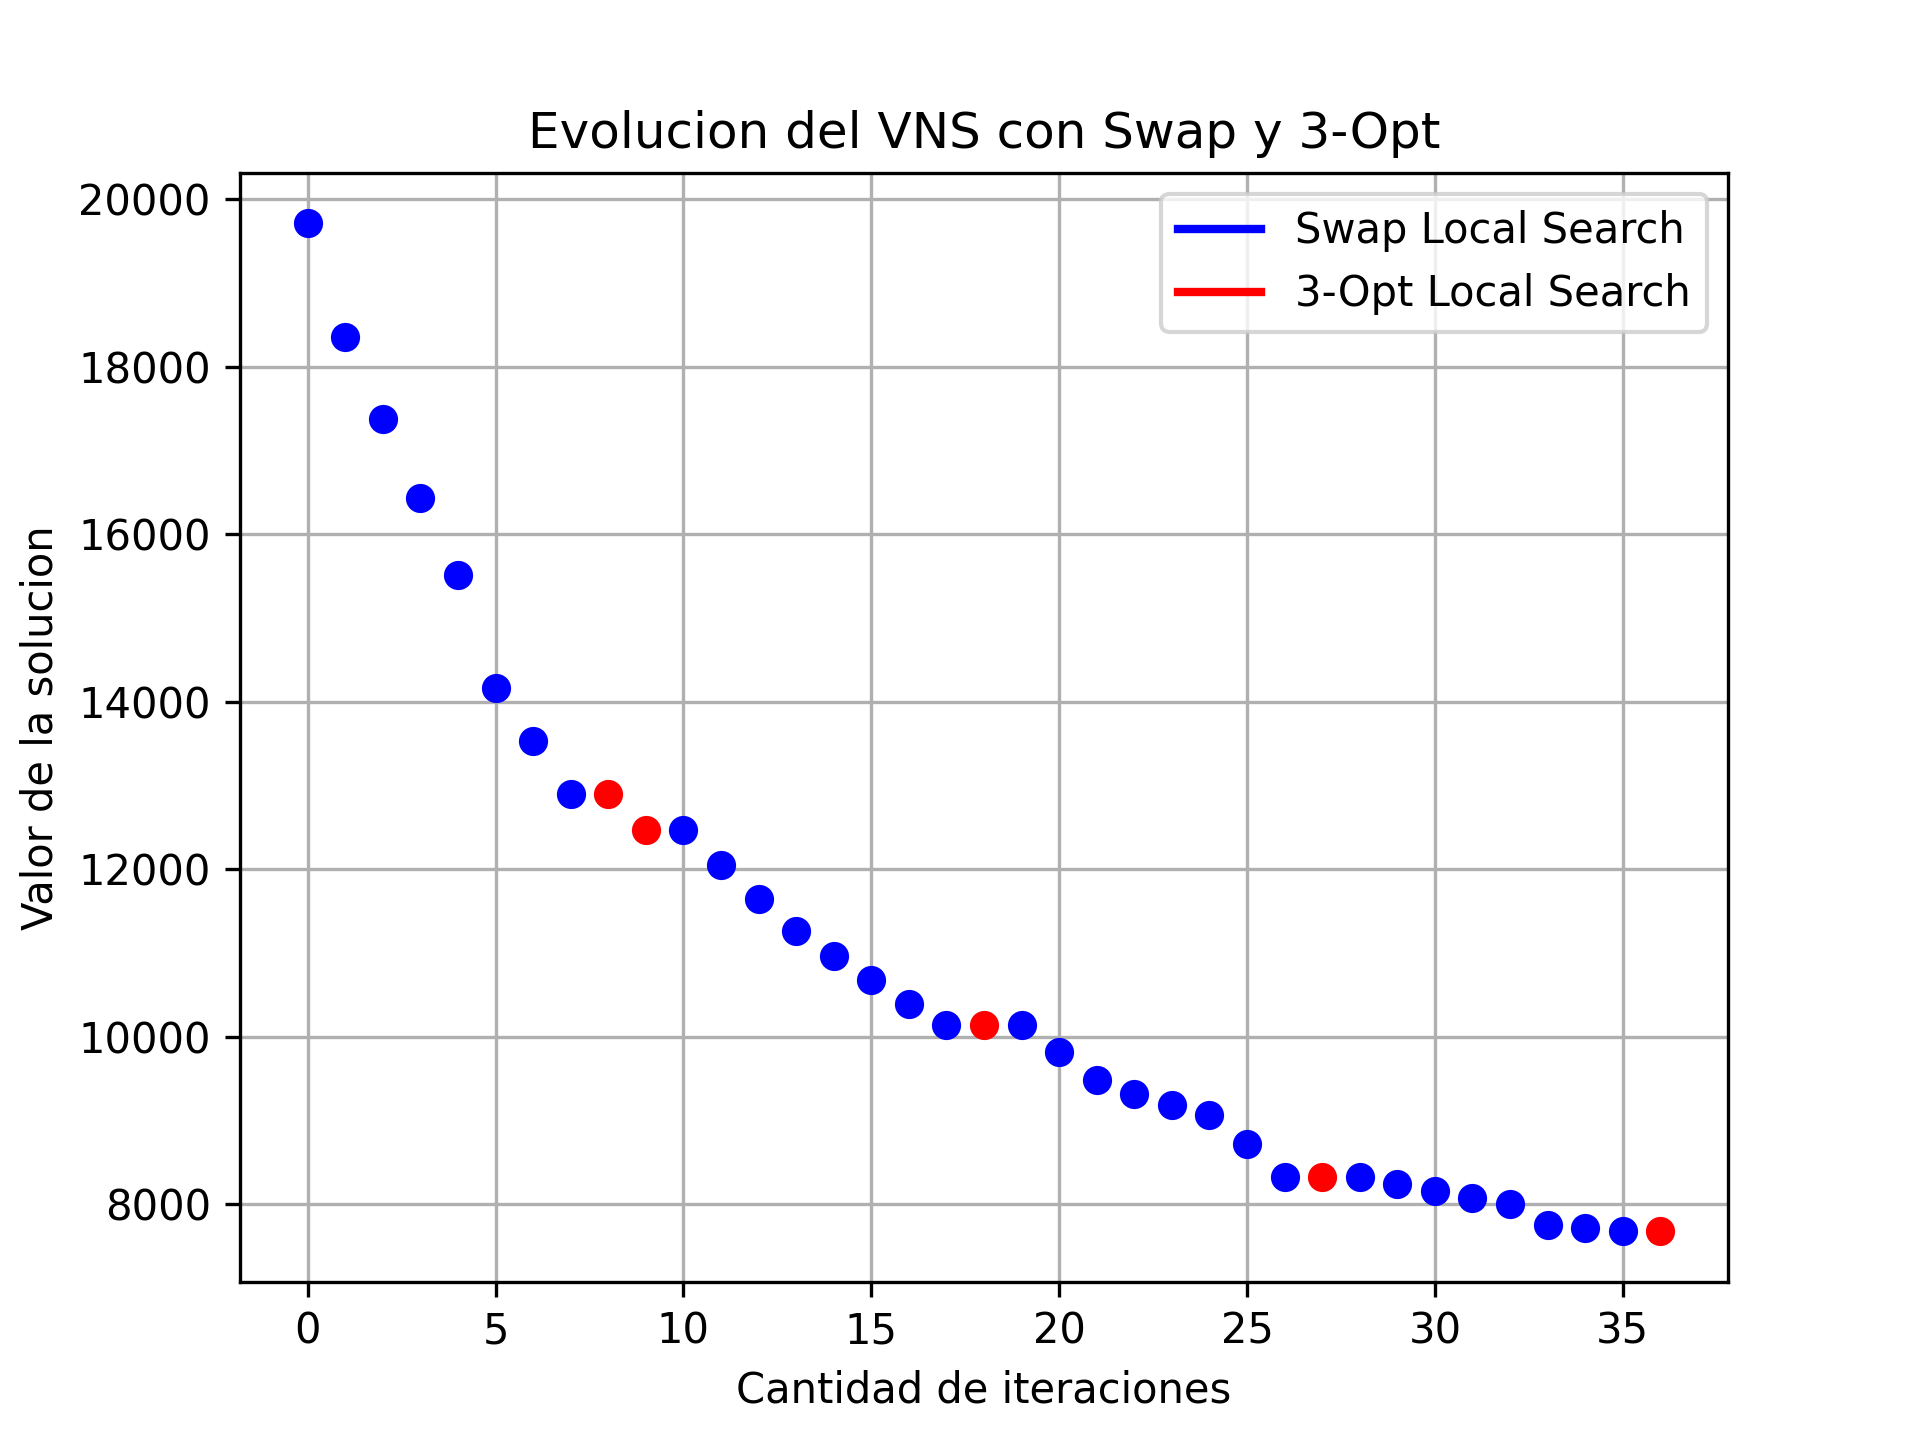 Evolucion del VNS con Swap y 3-Opt
Swap Local Search
3-Opt Local Search
Valor de la solucion
20000
18000
16000
14000
12000
10000
8000
0 5 10 15 20 25 30 35
Cantidad de iteraciones